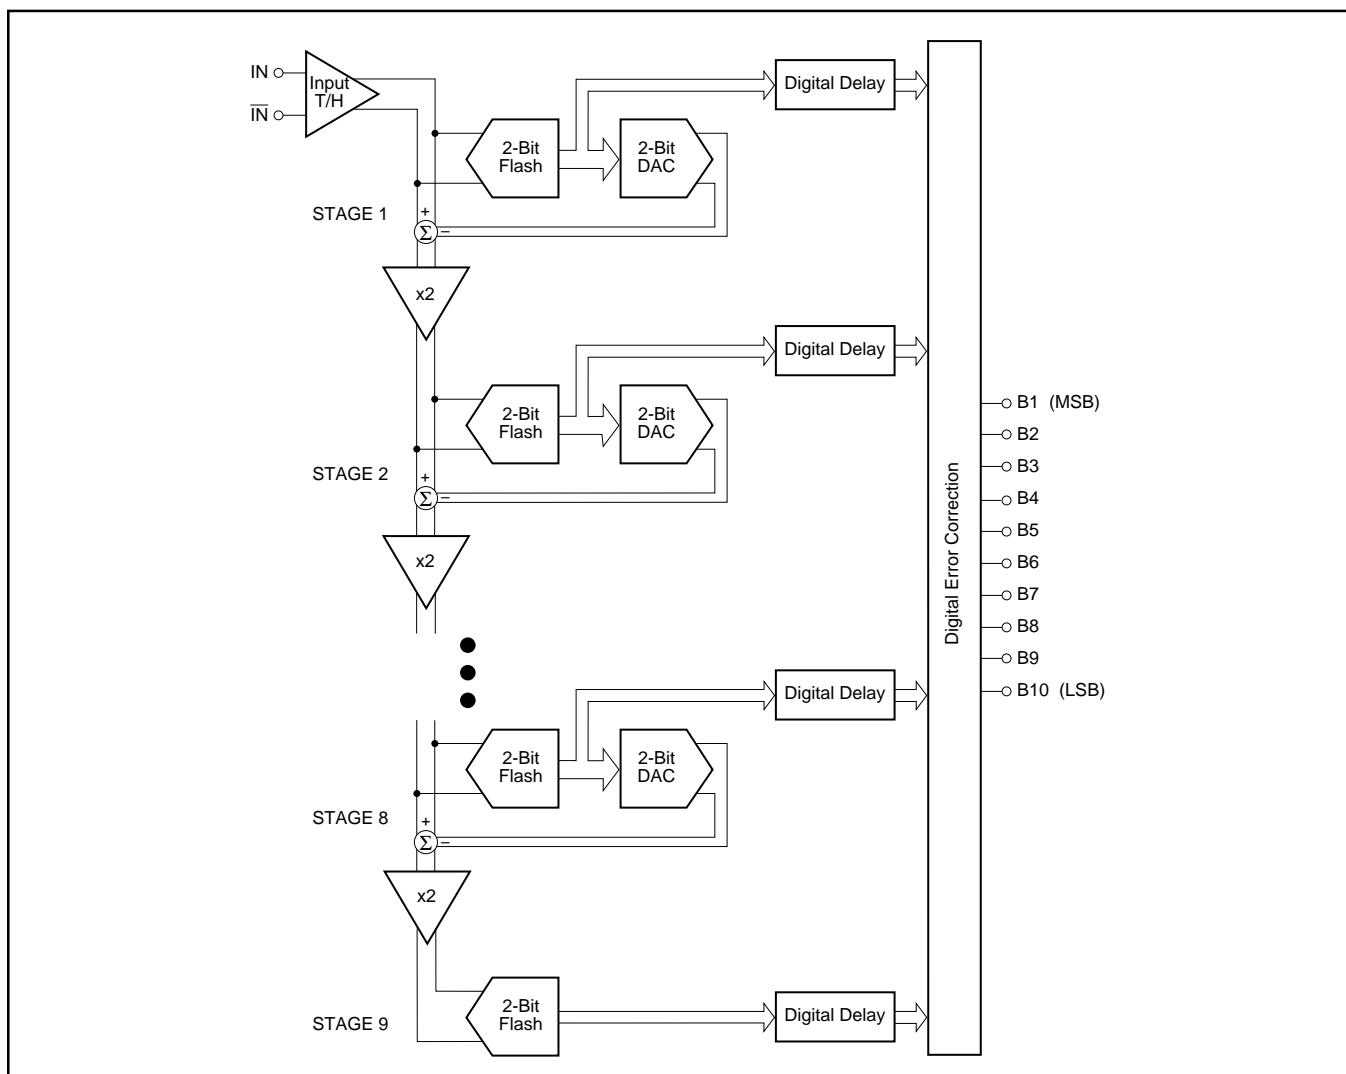 IN
IN
Input
T/H
Digital Delay
2-Bit
Flash
2-Bit
DAC
STAGE 1
+
Σ
–
x2
Digital Delay
2-Bit
Flash
2-Bit
DAC
STAGE 2
+
Σ
–
x2
B1 (MSB)
B2
B3
B4
B5
B6
B7
B8
B9
B10 (LSB)
Digital Error Correction
Digital Delay
2-Bit
Flash
2-Bit
DAC
STAGE 8
+
Σ
–
x2
2-Bit
Flash
Digital Delay
STAGE 9